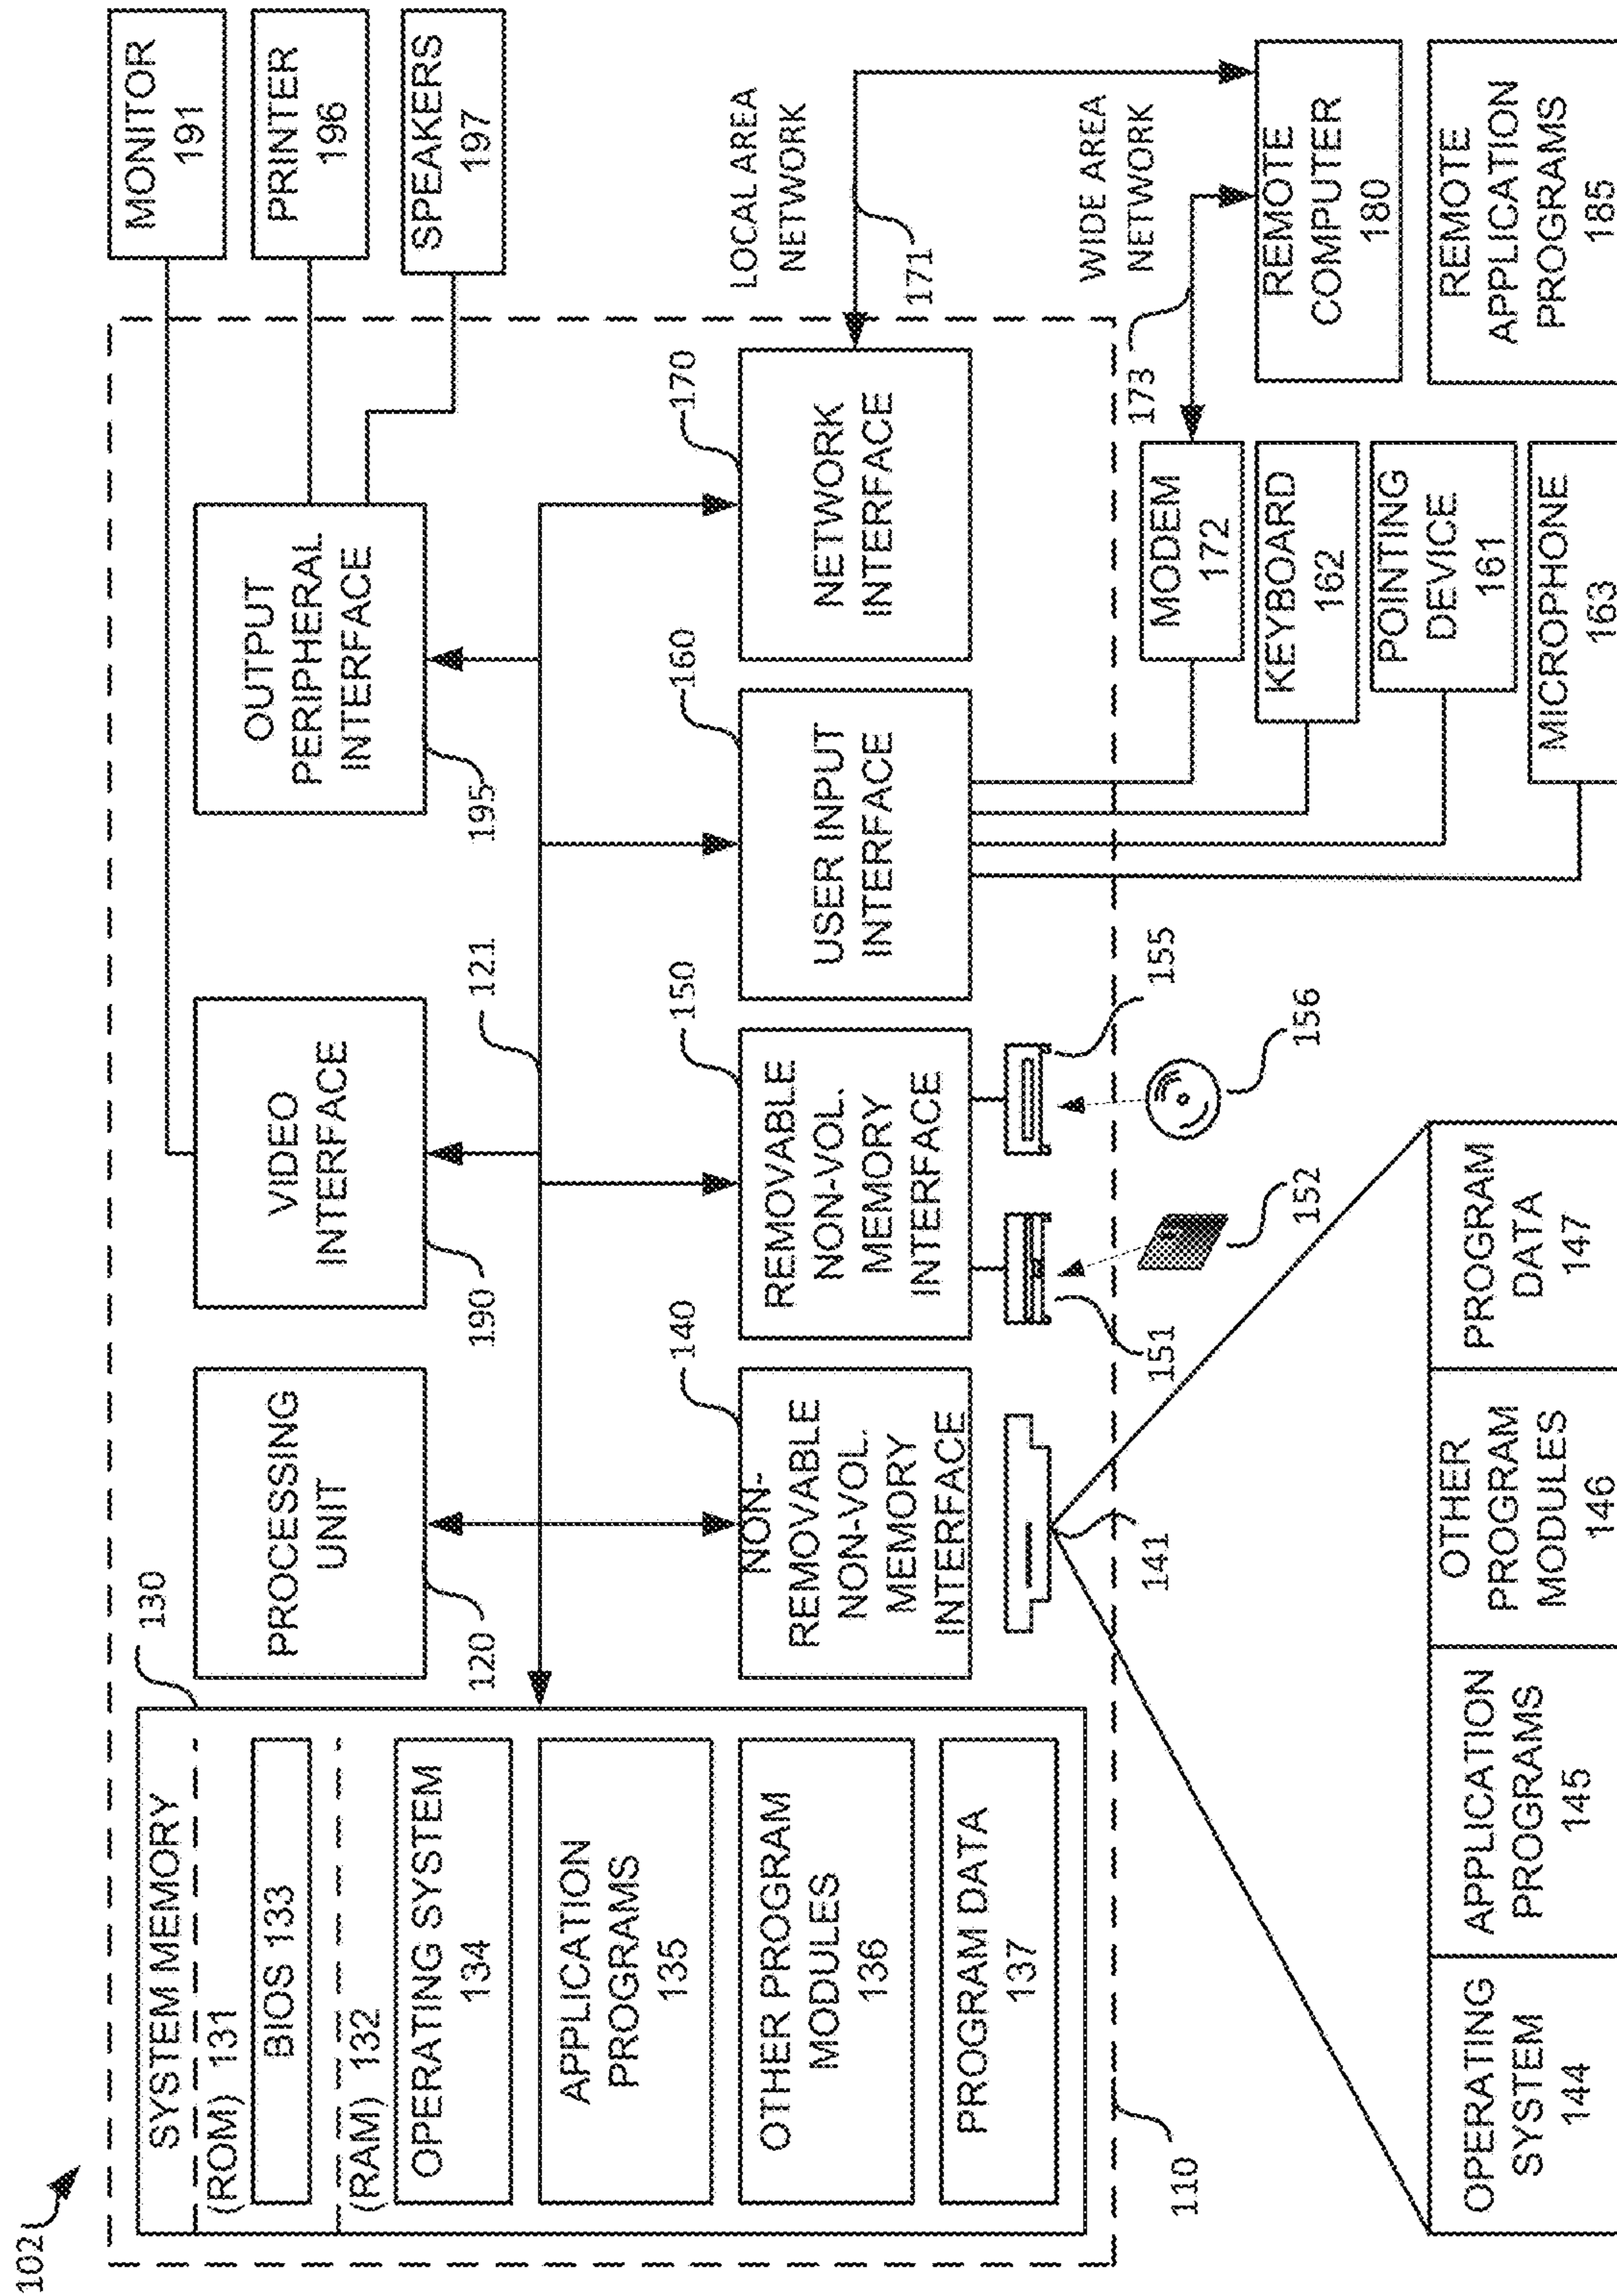 102
SYSTEM MEMORY
(ROM) 131
BIOS 133
(RAM) 132
OPERATING SYSTEM
134
APPLICATION
PROGRAMS
135
OTHER PROGRAM
MODULES
136
PROGRAM DATA
137
130
PROCESSING
UNIT
120
VIDEO
INTERFACE
190
121
OUTPUT
PERIPHERAL
INTERFACE
195
MONITOR
191
PRINTER
196
SPEAKERS
197
NON-
REMOVABLE
NON-VOL.
MEMORY
INTERFACE
140
REMOVABLE
NON-VOL.
MEMORY
INTERFACE
150
USER INPUT
INTERFACE
160
NETWORK
INTERFACE
170
LOCAL AREA
NETWORK
171
WIDE AREA
NETWORK
173
110
141
151
152
155
156
MODEM
172
KEYBOARD
162
POINTING
DEVICE
161
MICROPHONE
163
REMOTE
COMPUTER
180
REMOTE
APPLICATION
PROGRAMS
185
OPERATING
SYSTEM
144
APPLICATION
PROGRAMS
145
OTHER
PROGRAM
MODULES
146
PROGRAM
DATA
147